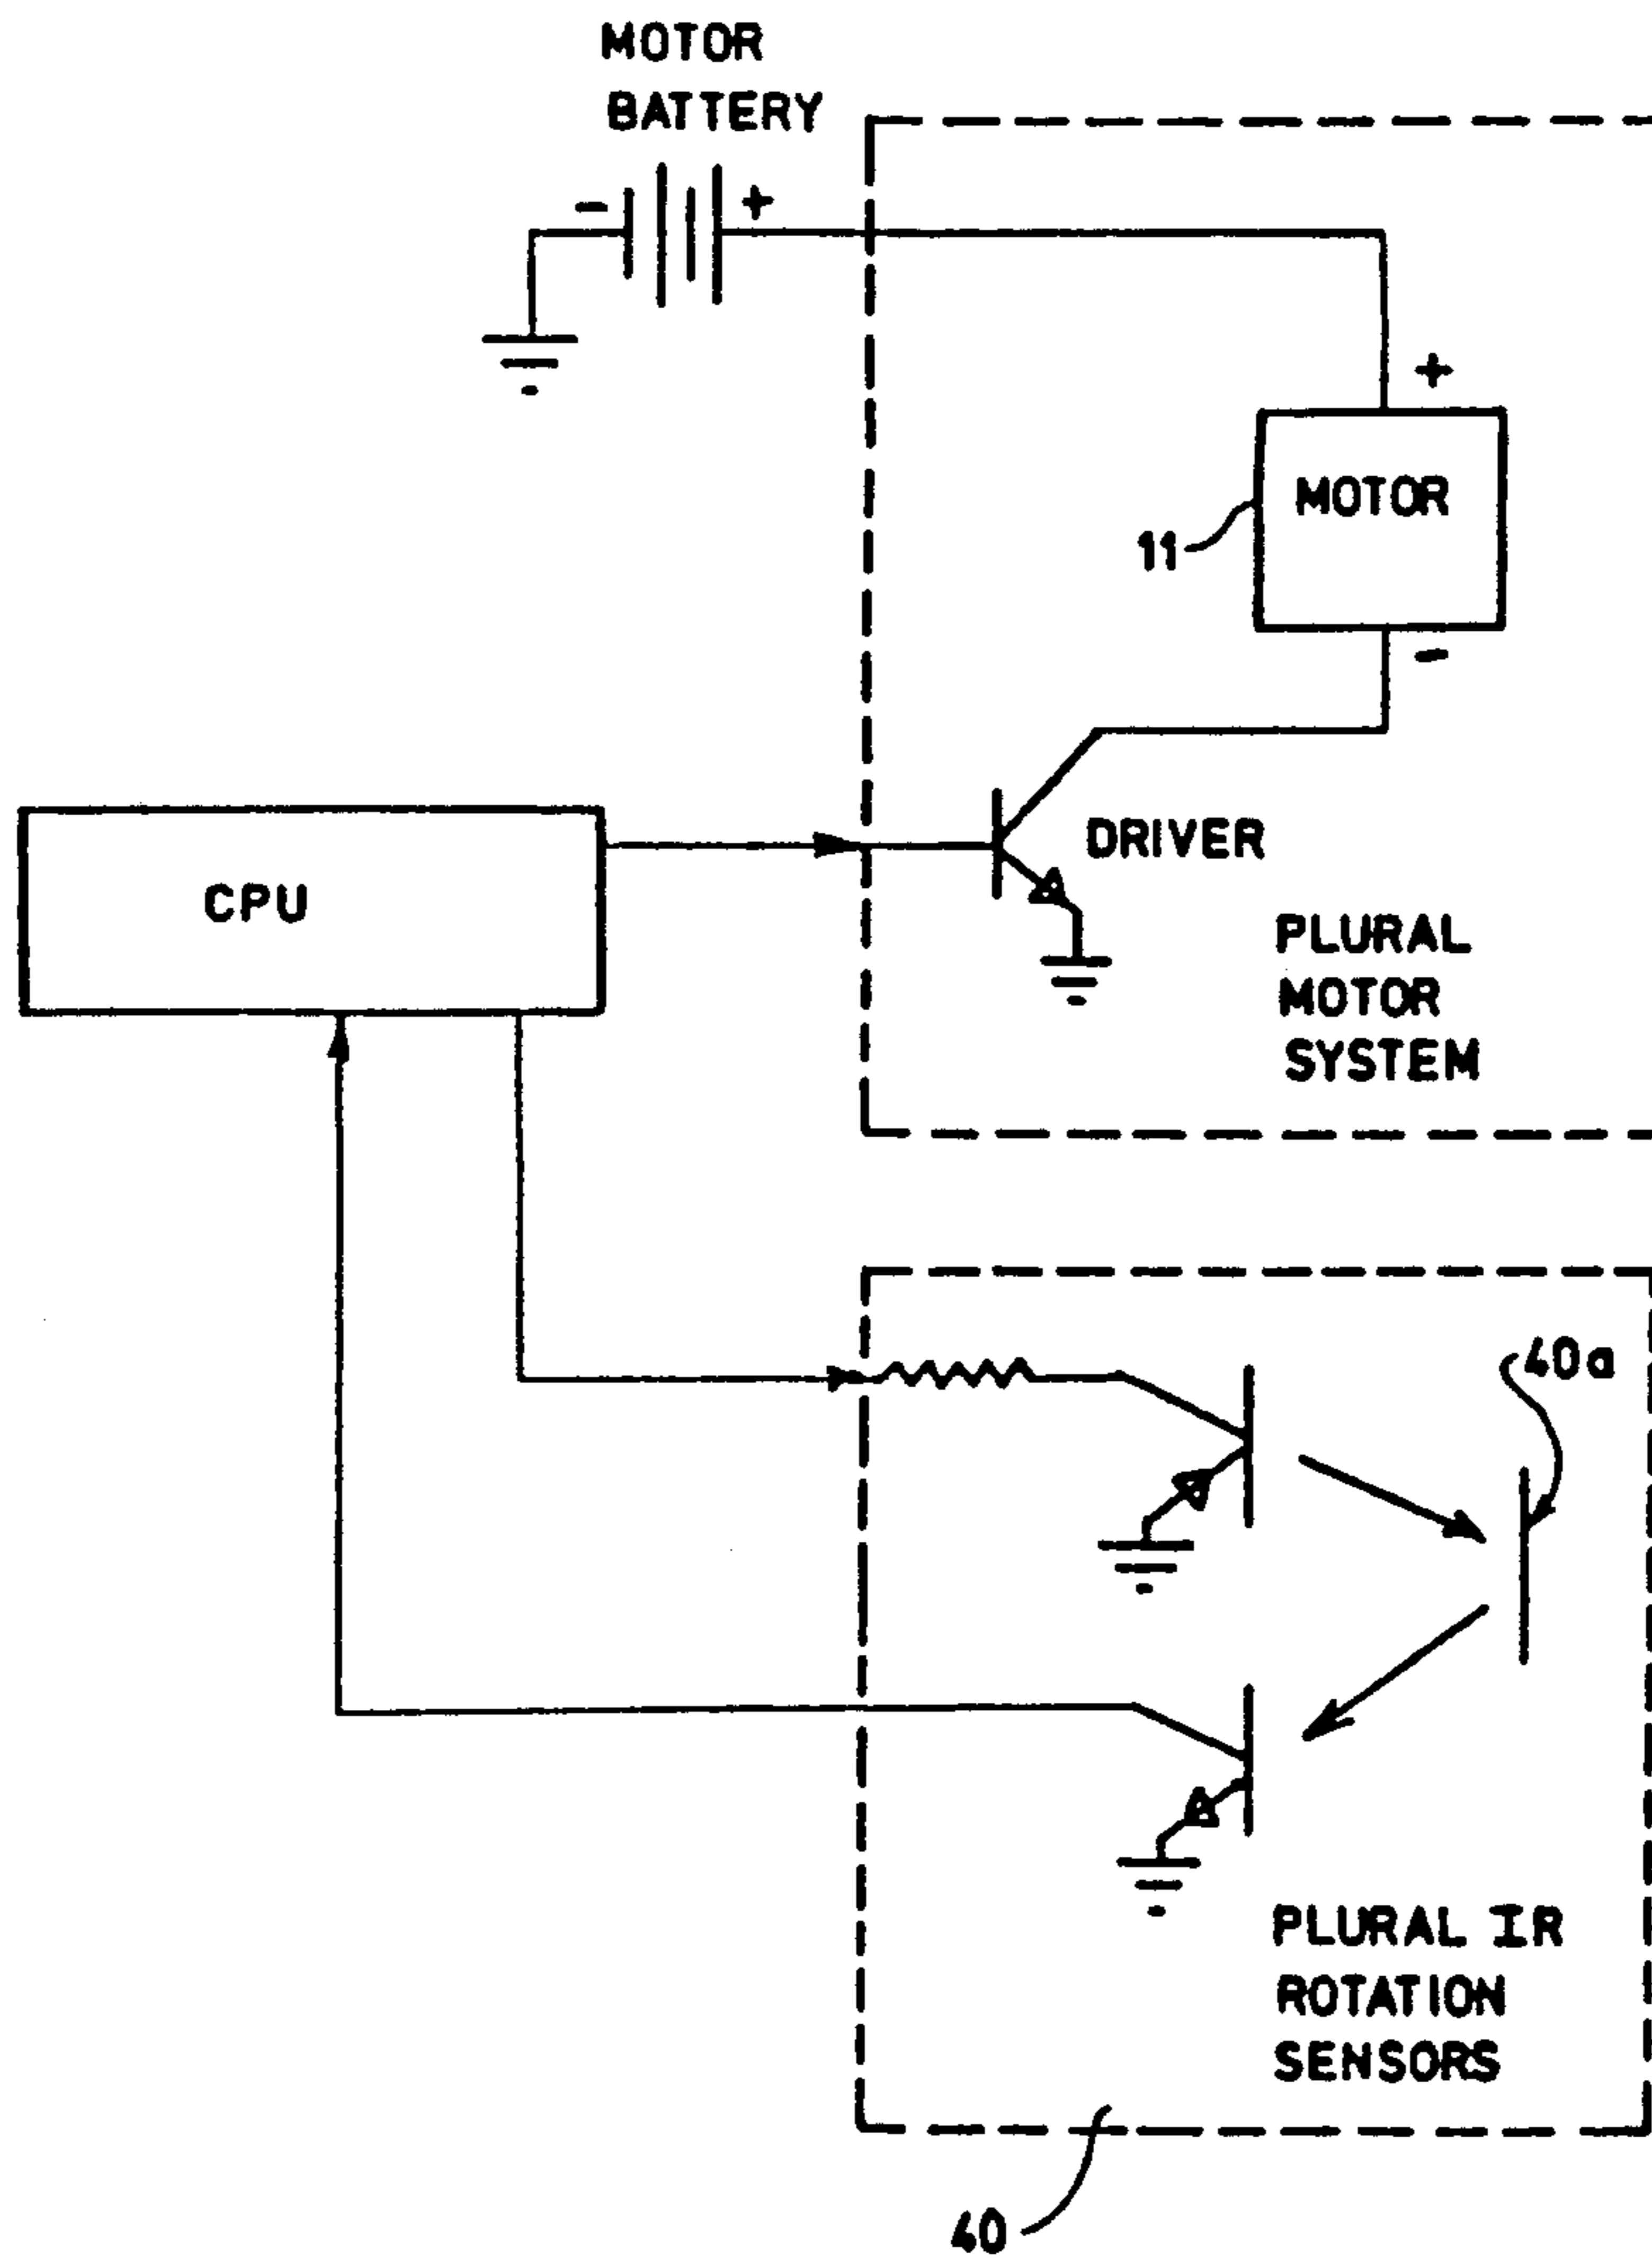 MOTOR
BATTERY
-
+
+
MOTOR
11
-
CPU
DRIVER
PLURAL
MOTOR
SYSTEM
40a
PLURAL IR
ROTATION
SENSORS
40